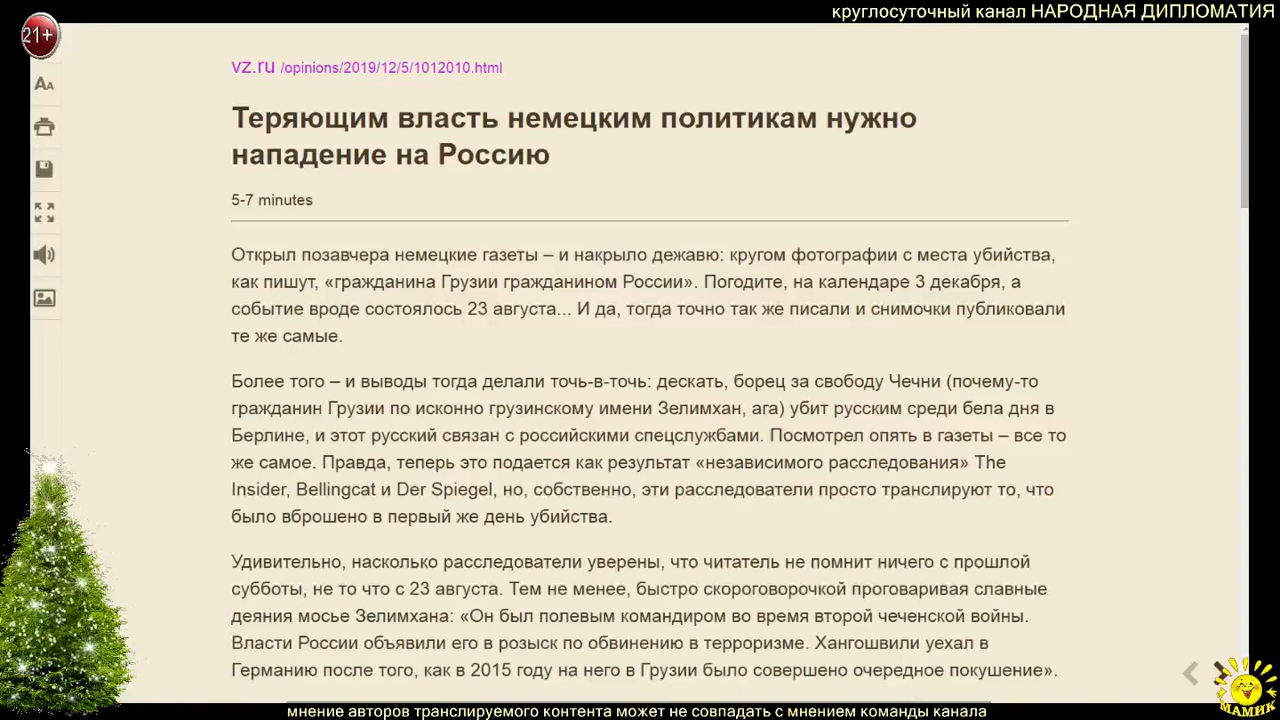 круглосуточный канал НАРОДНАЯ ДИПЛОМАТИЯ
21+
vz.ru /opinions/2019/12/5/1012010.html
Теряющим власть немецким политикам нужно
нападение на Россию
5-7 minutes
Открыл позавчера немецкие газеты – и накрыло дежавю: кругом фотографии с места убийства,
как пишут, «гражданина Грузии гражданином России». Погодите, на календаре 3 декабря, а
событие вроде состоялось 23 августа... И да, тогда точно так же писали и снимочки публиковали
те же самые.
Более того – и выводы тогда делали точь-в-точь: дескать, борец за свободу Чечни (почему-то
гражданин Грузии по исконно грузинскому имени Зелимхан, ага) убит русским среди бела дня в
Берлине, и этот русский связан с российскими спецслужбами. Посмотрел опять в газеты – все то
же самое. Правда, теперь это подается как результат «независимого расследования» The
Insider, Bellingcat и Der Spiegel, но, собственно, эти расследователи просто транслируют то, что
было вброшено в первый же день убийства.
Удивительно, насколько расследователи уверены, что читатель не помнит ничего с прошлой
субботы, не то что с 23 августа. Тем не менее, быстро скороговорочкой проговаривая славные
деяния мосье Зелимхана: «Он был полевым командиром во время второй чеченской войны.
Власти России объявили его в розыск по обвинению в терроризме. Хангошвили уехал в
Германию после того, как в 2015 году на него в Грузии было совершено очередное покушение».
МАМИК
мнение авторов транслируемого контента может не совпадать с мнением команды канала